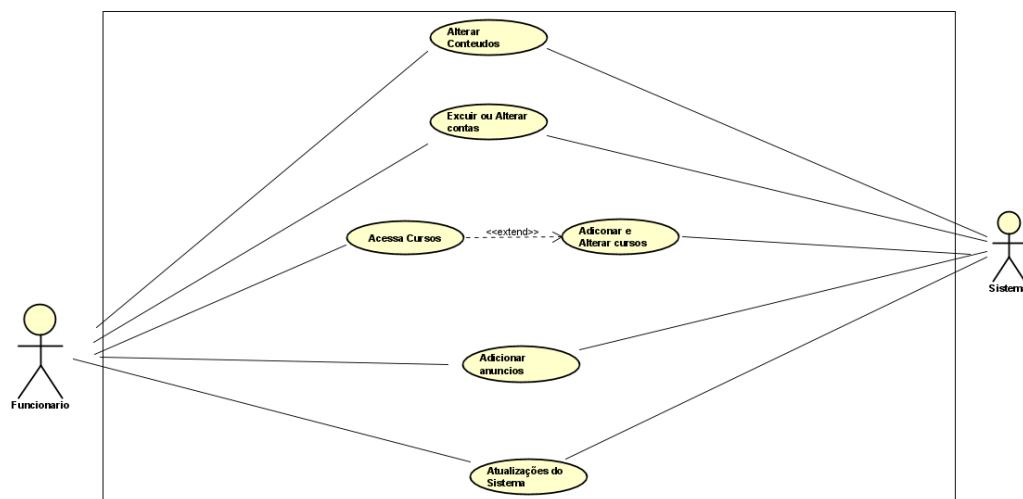 Alterar
Conteudos
Excuir ou Alterar
contas
Acessa Cursos
<<extend>>
Adiconar e
Alterar cursos
Sistema
Adicionar
anuncios
Funcionario
Atualizações do
Sistema